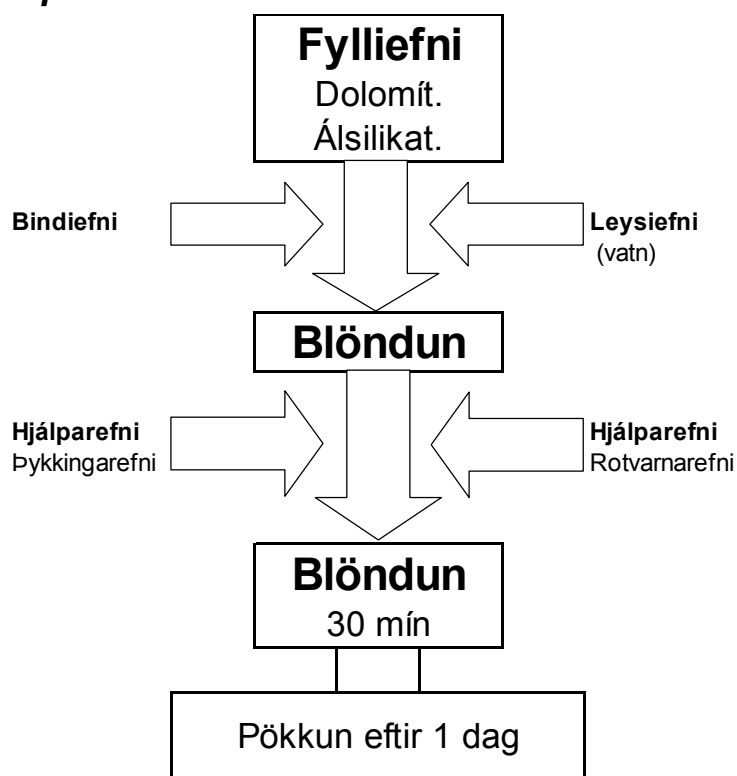 Fylliefni
Dolomít.
Álsilikat.
Bindiefni
Leysiefni
(vatn)
Blöndun
Hjálparefni
Þykkingarefni
Hjálparefni
Rotvarnarefni
Blöndun
30 mín
Pökkun eftir 1 dag